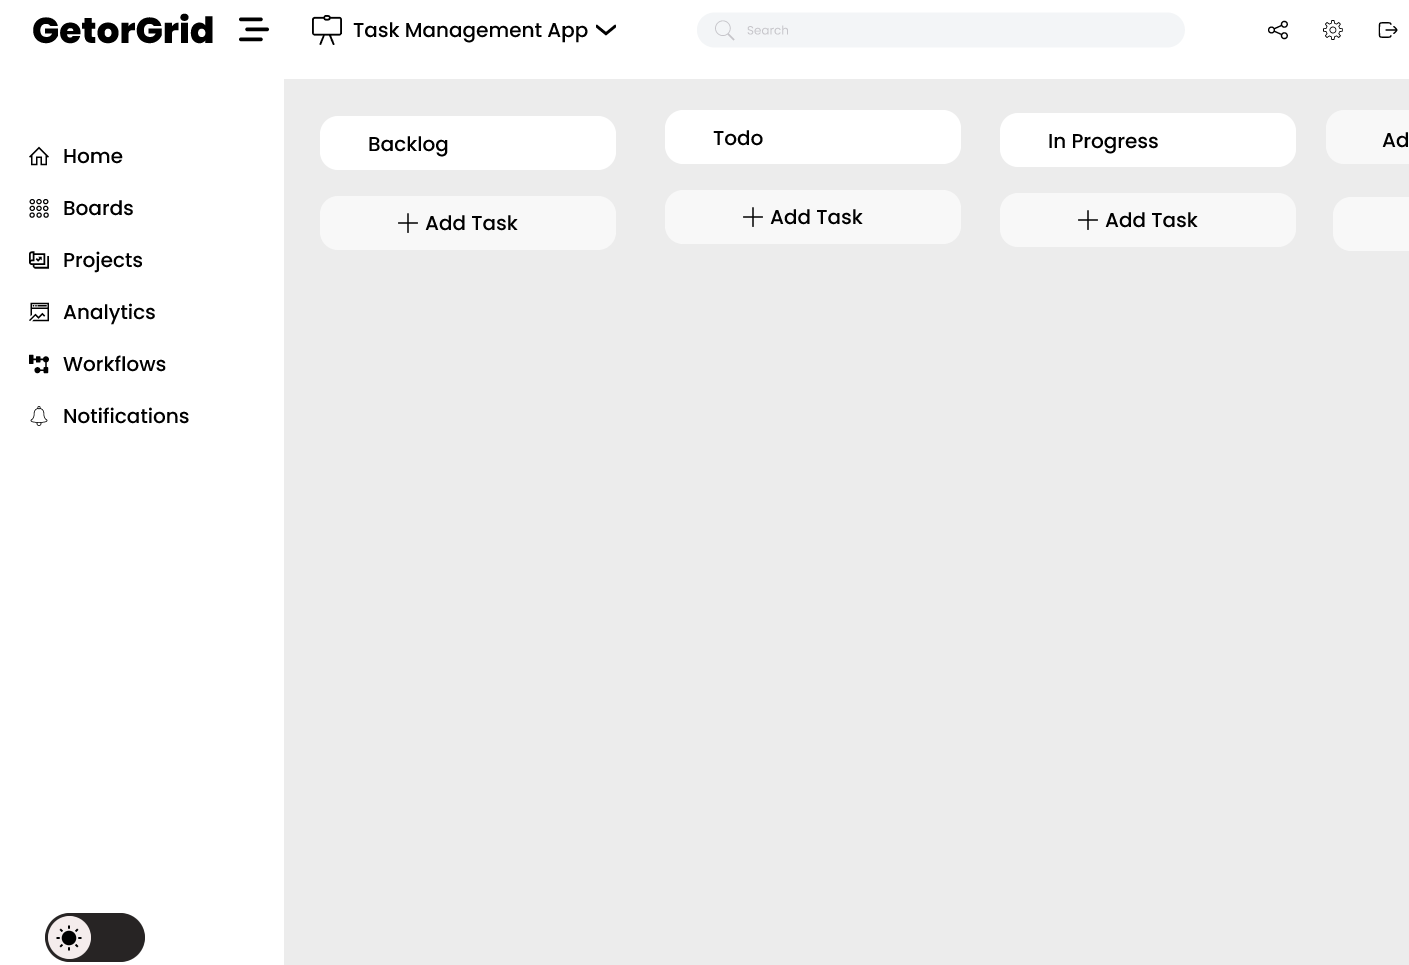 GetorGrid
Task Management App
Search
Home
Boards
Projects
Analytics
Workflows
Notifications
Backlog
Todo
In Progress
Ad
Add Task
Add Task
Add Task